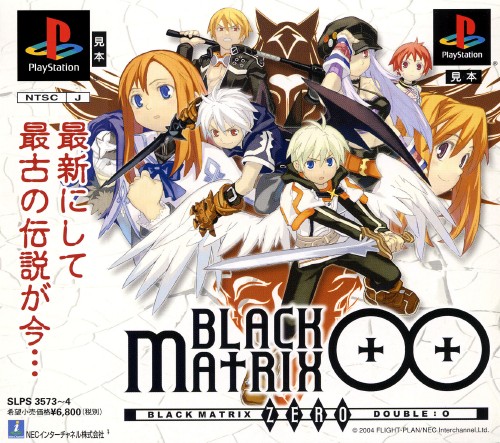 PlayStation
見本
NTSC J
PlayStation
見本
最新にして
最古の伝説が今…
BLACK
MATRIX OO
BLACK MATRIX ZERO DOUBLE:O
SLPS 3573~4
希望小売価格¥6,800(税別)
NECインターチャネル株式会社
© 2004 FLIGHT-PLAN/NEC Interchannel,Ltd.